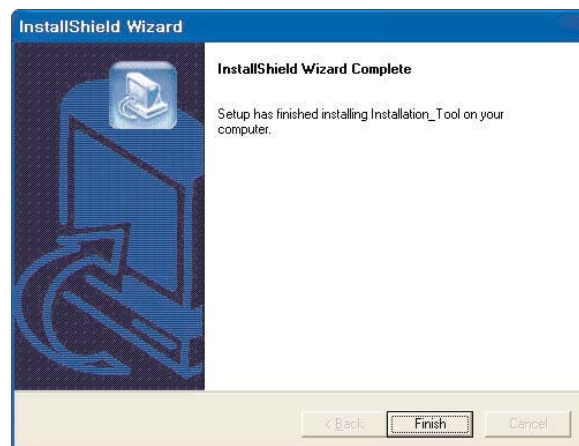 InstallShield Wizard
InstallShield Wizard Complete
Setup has finished installing Installation_Tool on your
computer.
< Back
Finish
Cancel